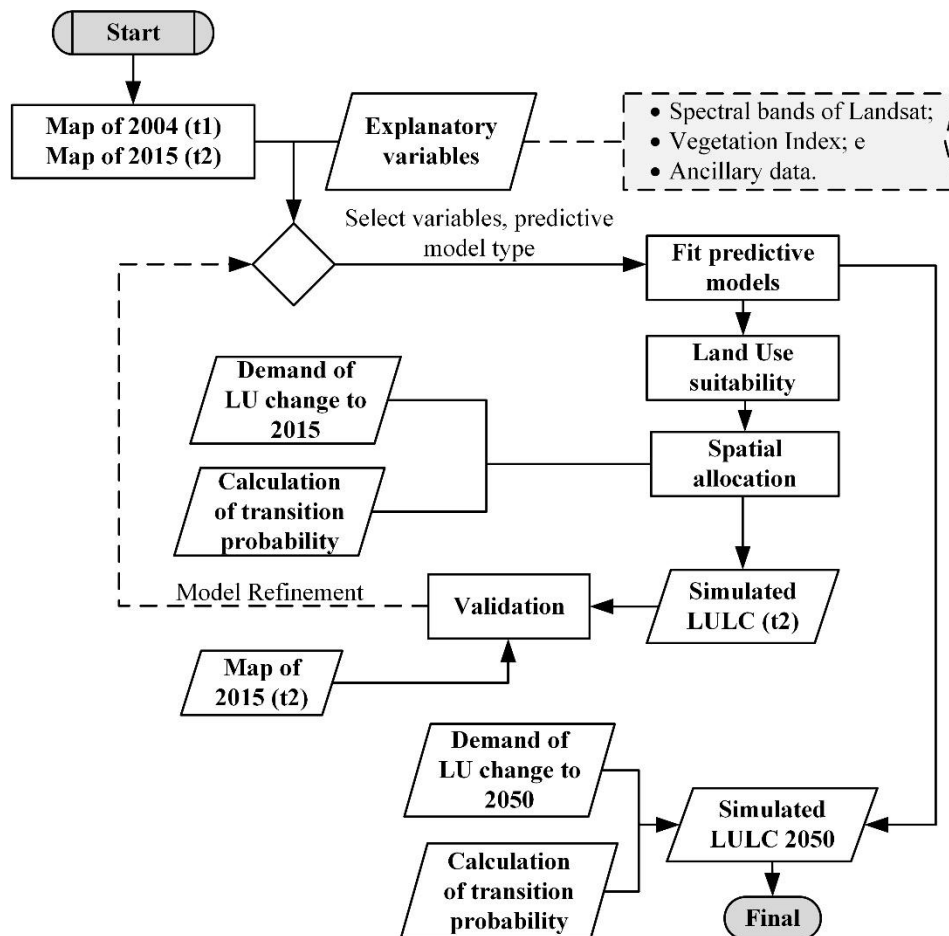 Start
Map of 2004 (t1)
Map of 2015 (t2)
Explanatory
variables
• Spectral bands of Landsat;
• Vegetation Index; e
• Ancillary data.
Select variables, predictive
model type
Fit predictive
models
Land Use
suitability
Demand of
LU change to
2015
Spatial
allocation
Calculation
of transition
probability
Model Refinement
Validation
Simulated
LULC (t2)
Map of
2015 (t2)
Demand of
LU change to
2050
Simulated
LULC 2050
Calculation
of transition
probability
Final